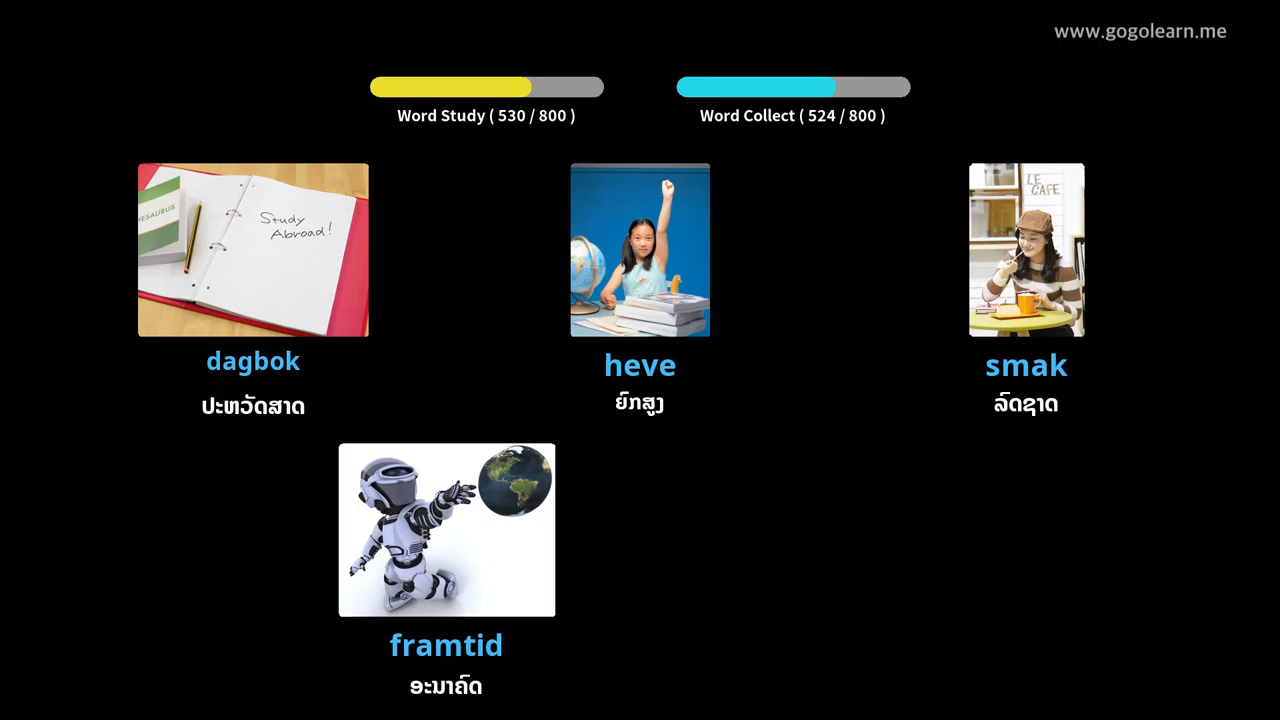 www.gogolearn.me
Word Study ( 530 / 800 )
Word Collect ( 524 / 800 )
HESAURUS
Study
Abroad!
LE
CAFE
dagbok
heve
smak
ປະຫວັດສາດ
ຍົກສູງ
ລົດຊາດ
framtid
ອະນາຄົດ